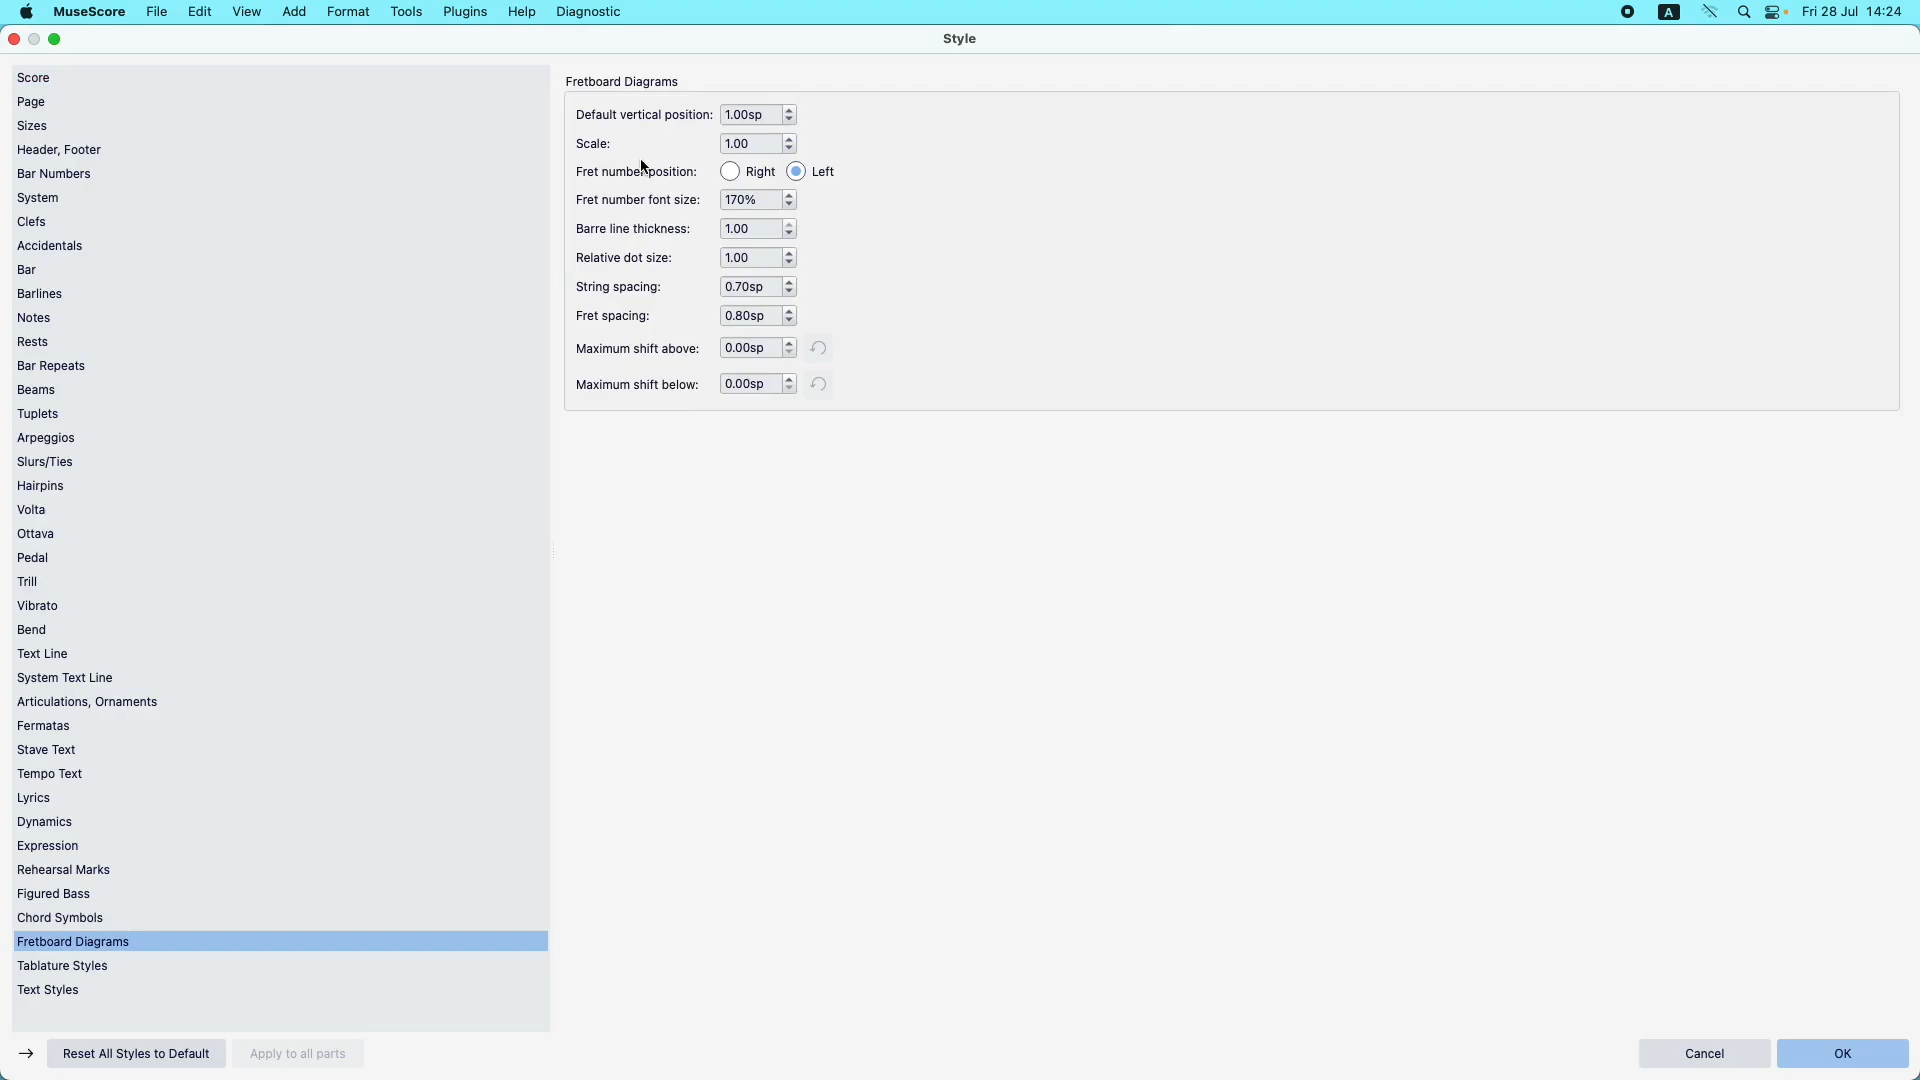 MuseScore File Edit View Add Format Tools Plugins Help Diagnostic A Fri 28 Jul 14:24
Style
Score
Page
Sizes
Header, Footer
Bar Numbers
System
Clefs
Accidentals
Bar
Barlines
Notes
Rests
Bar Repeats
Beams
Tuplets
Arpeggios
Slurs/Ties
Hairpins
Volta
Ottava
Pedal
Trill
Vibrato
Bend
Text Line
System Text Line
Articulations, Ornaments
Fermatas
Stave Text
Tempo Text
Lyrics
Dynamics
Expression
Rehearsal Marks
Figured Bass
Chord Symbols
Fretboard Diagrams
Tablature Styles
Text Styles
Fretboard Diagrams
Default vertical position: 1.00sp
Scale: 1.00
Fret number position: Right Left
Fret number font size: 170%
Barre line thickness: 1.00
Relative dot size: 1.00
String spacing: 0.70sp
Fret spacing: 0.80sp
Maximum shift above: 0.00sp
Maximum shift below: 0.00sp
Reset All Styles to Default Apply to all parts Cancel OK